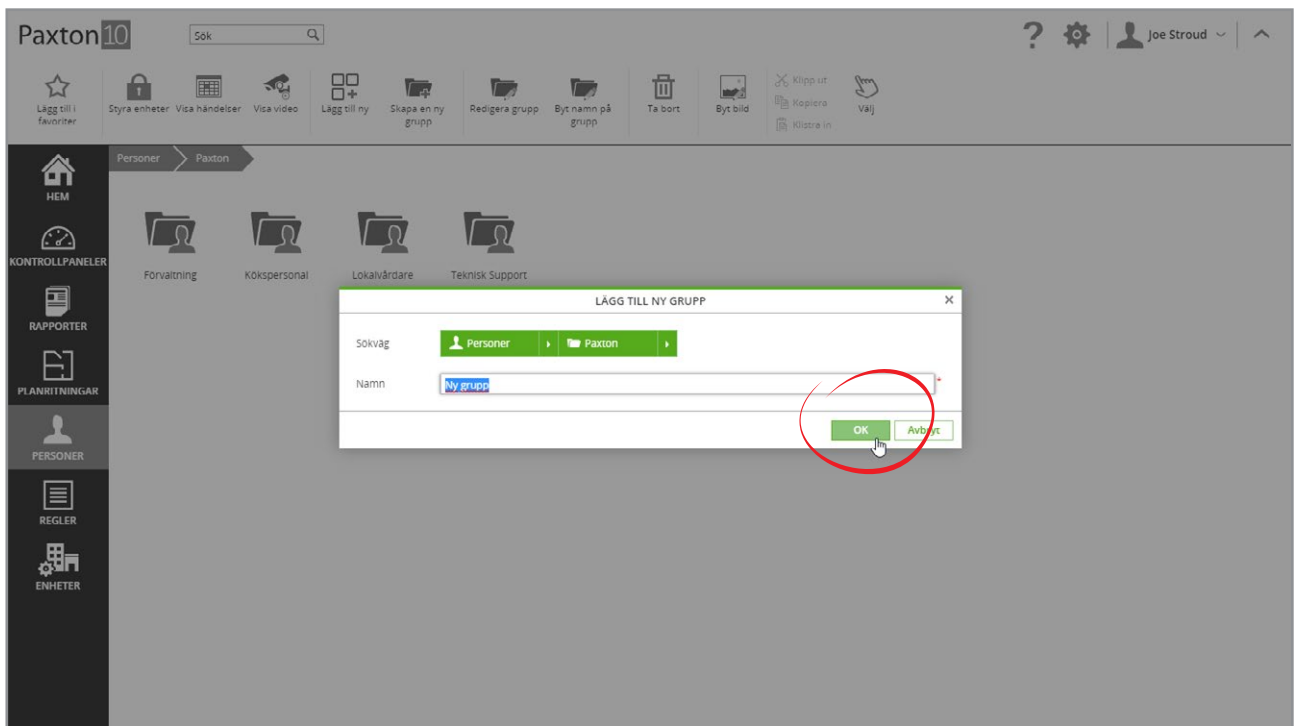 Paxton 10
Sök
Joe Stroud
Lägg till i
favoriter
Styra enheter
Visa händelser
Visa video
Lägg till ny
Skapa en ny
grupp
Redigera grupp
Byt namn på
grupp
Ta bort
Byt bild
Klipp ut
Kopiera
Klistra in
Välj
HEM
KONTROLLPANELER
RAPPORTER
PLANRITNINGAR
PERSONER
REGLER
ENHETER
Personer
Paxton
Förvaltning
Kökspersonal
Lokalvårdare
Teknisk Support
LÄGG TILL NY GRUPP
Sökväg
Personer
Paxton
Namn
Ny grupp
*
OK
Avbryt